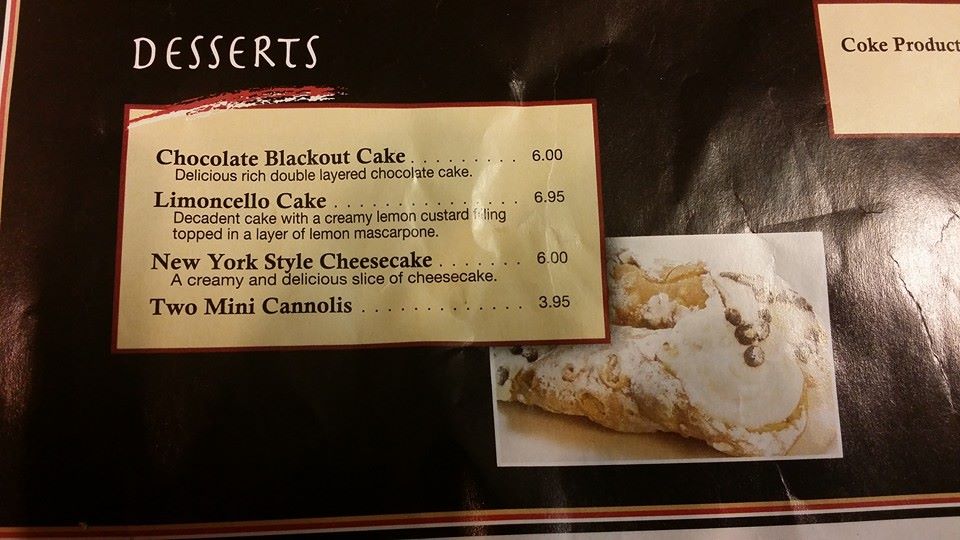 DESSERTS
Chocolate Blackout Cake . . . . . . . . . 6.00
Delicious rich double layered chocolate cake.
Limoncello Cake . . . . . . . . . . . . . . . . . 6.95
Decadent cake with a creamy lemon custard filing
topped in a layer of lemon mascarpone.
New York Style Cheesecake . . . . . . . 6.00
A creamy and delicious slice of cheesecake.
Two Mini Cannolis . . . . . . . . . . . . . . 3.95
Coke Product